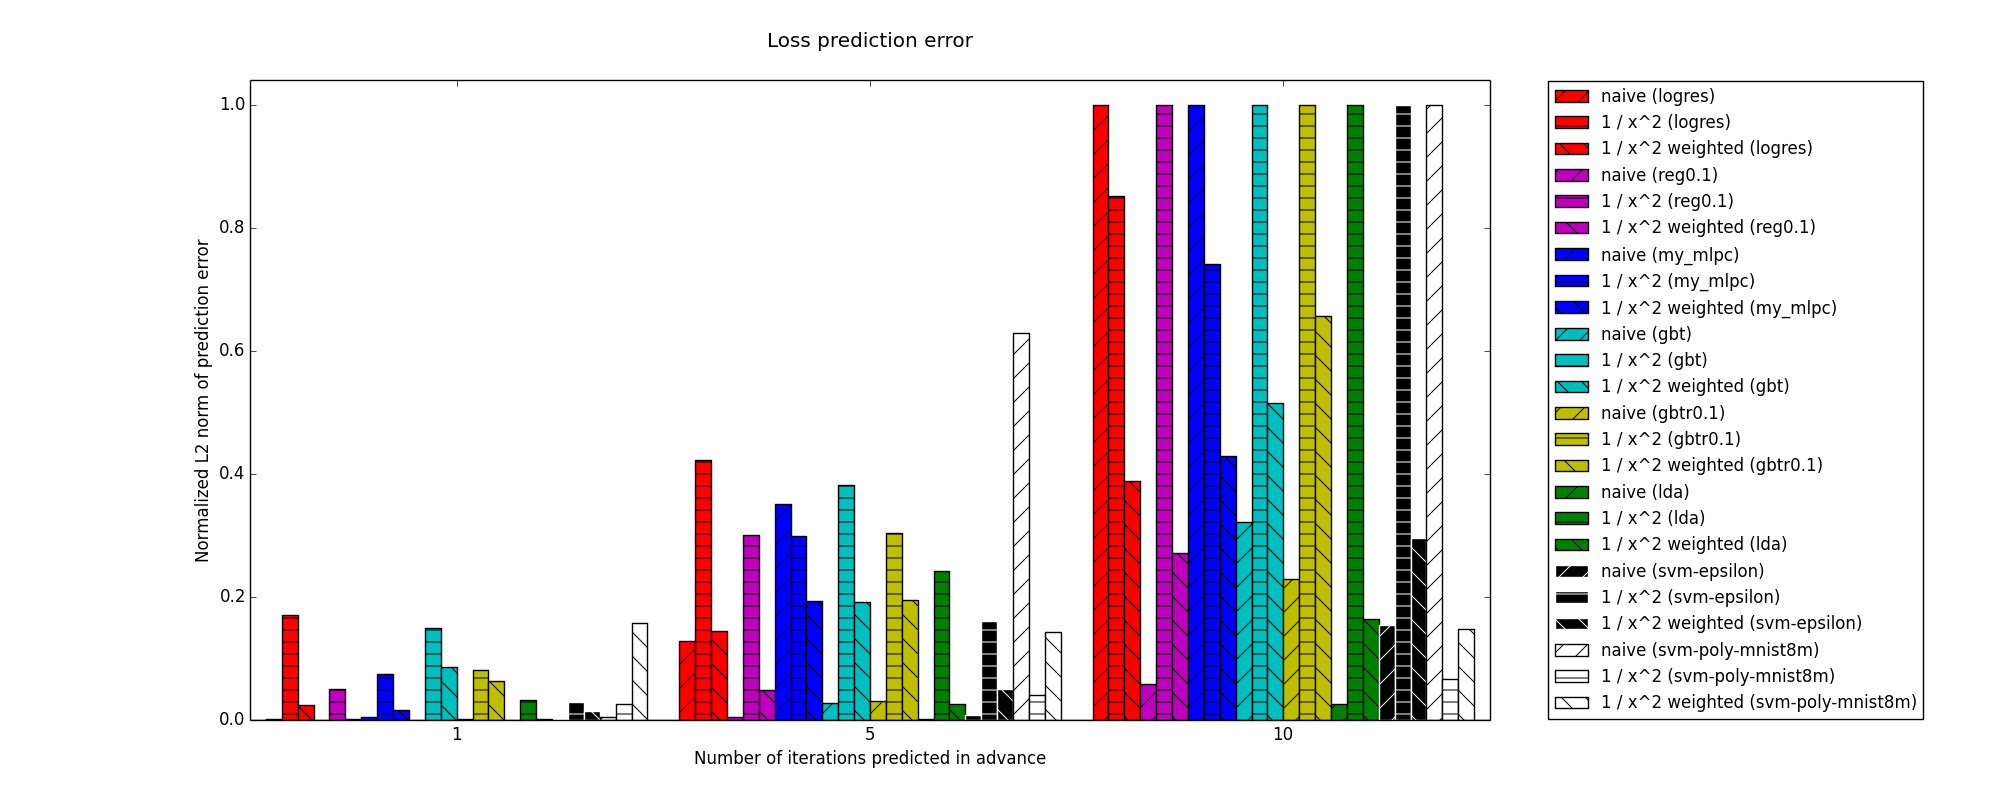 Loss prediction error
Normalized L2 norm of prediction error
1.0
0.8
0.6
0.4
0.2
0.0
1
5
10
Number of iterations predicted in advance
naive (logres)
1 / x^2 (logres)
1 / x^2 weighted (logres)
naive (reg0.1)
1 / x^2 (reg0.1)
1 / x^2 weighted (reg0.1)
naive (my_mlpc)
1 / x^2 (my_mlpc)
1 / x^2 weighted (my_mlpc)
naive (gbt)
1 / x^2 (gbt)
1 / x^2 weighted (gbt)
naive (gbtr0.1)
1 / x^2 (gbtr0.1)
1 / x^2 weighted (gbtr0.1)
naive (lda)
1 / x^2 (lda)
1 / x^2 weighted (lda)
naive (svm-epsilon)
1 / x^2 (svm-epsilon)
1 / x^2 weighted (svm-epsilon)
naive (svm-poly-mnist8m)
1 / x^2 (svm-poly-mnist8m)
1 / x^2 weighted (svm-poly-mnist8m)